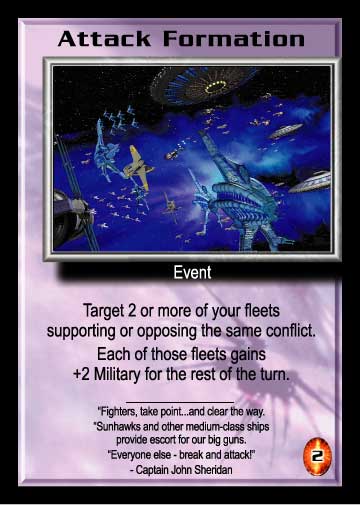 Attack Formation
Event
Target 2 or more of your fleets
supporting or opposing the same conflict.
Each of those fleets gains
+2 Military for the rest of the turn.
"Fighters, take point...and clear the way.
"Sunhawks and other medium-class ships
provide escort for our big guns.
"Everyone else - break and attack!"
- Captain John Sheridan
2